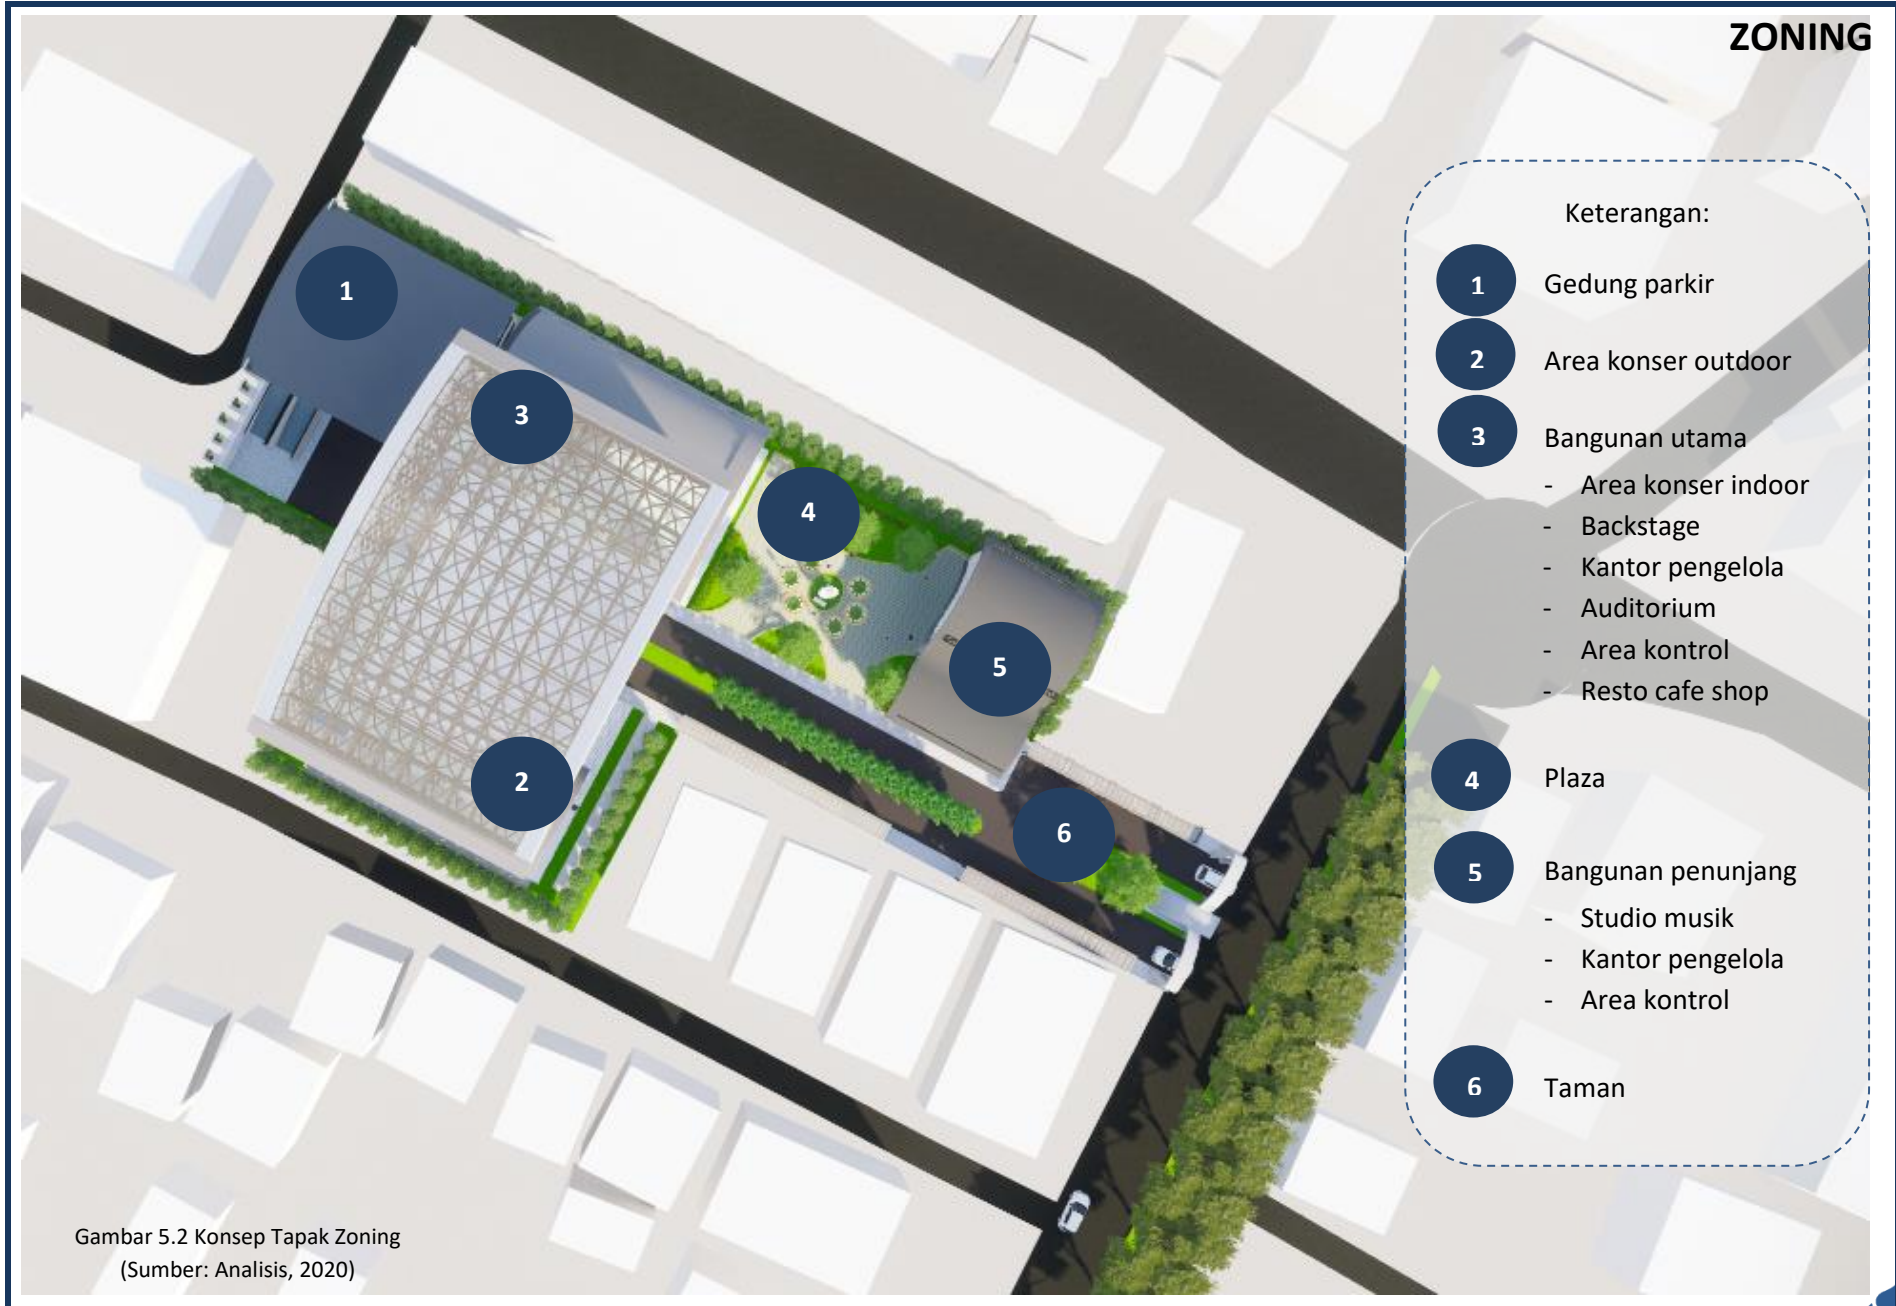 ZONING
1
3
4
5
2
6
Keterangan:
1 Gedung parkir
2 Area konser outdoor
3 Bangunan utama
- Area konser indoor
- Backstage
- Kantor pengelola
- Auditorium
- Area kontrol
- Resto cafe shop
4 Plaza
5 Bangunan penunjang
- Studio musik
- Kantor pengelola
- Area kontrol
6 Taman
Gambar 5.2 Konsep Tapak Zoning
(Sumber: Analisis, 2020)